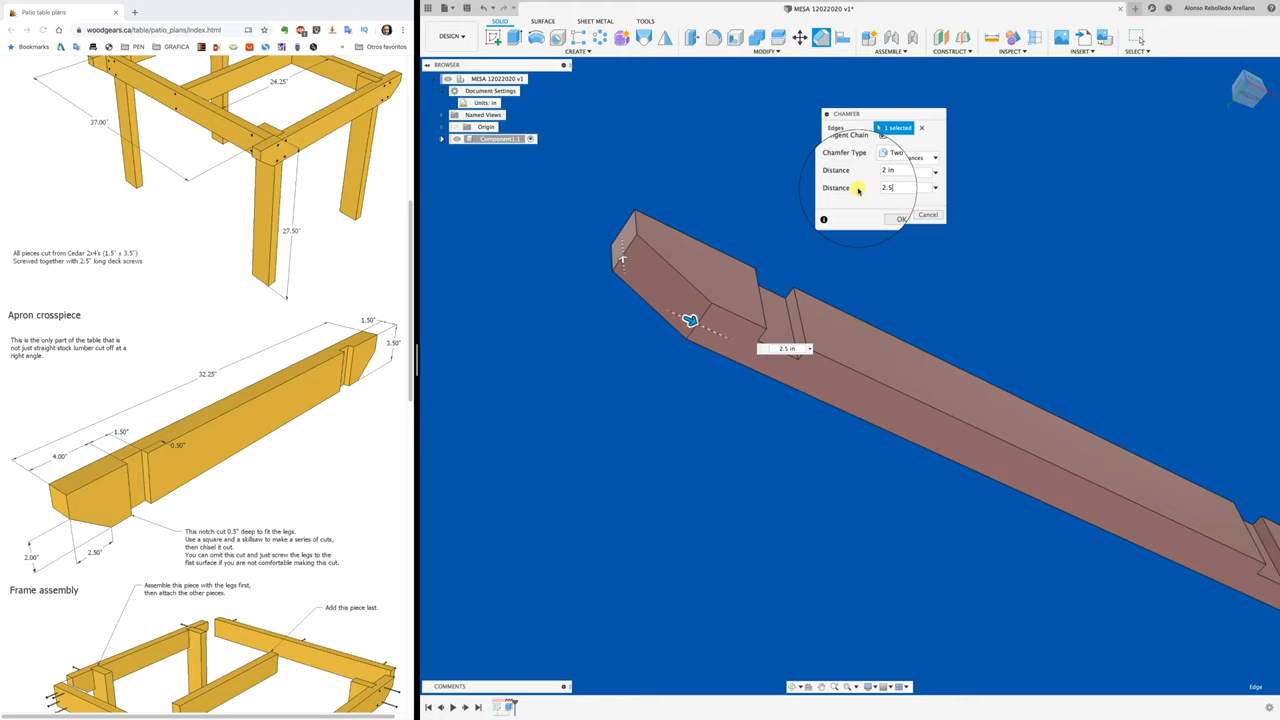 Patio table plans
×
+
woodgears.ca/table/patio_plans/index.html
Bookmarks
PEN
GRAFICA
IQ
»
Otros favoritos
24.25"
37.00"
27.50"
All pieces cut from Cedar 2x4's (1.5" x 3.5")
Screwed together with 2.5" long deck screws
Apron crosspiece
This is the only part of the table that is
not just straight stock lumber cut off at a
right angle.
1.50"
3.50"
32.25"
1.50"
0.50"
4.00"
2.00"
2.50"
This notch cut 0.5" deep to fit the legs.
Use a square and a skillsaw to make a series of cuts,
then chisel it out.
You can omit this cut and just screw the legs to the
flat surface if you are not comfortable making this cut.
Frame assembly
Assemble this piece with the legs first,
then attach the other pieces.
Add this piece last.
MESA 12022020 v1*
Alonso Rebolledo Arellano
SOLID
SURFACE
SHEET METAL
TOOLS
DESIGN
CREATE
MODIFY
ASSEMBLE
CONSTRUCT
INSPECT
INSERT
SELECT
BROWSER
MESA 12022020 v1
Document Settings
Units: in
Named Views
Origin
Component1:1
CHAMFER
Edges
1 selected
Chamfer Type
Two
Distance
2 in
Distance
2.5
OK
Cancel
2.5 in
COMMENTS
Edge